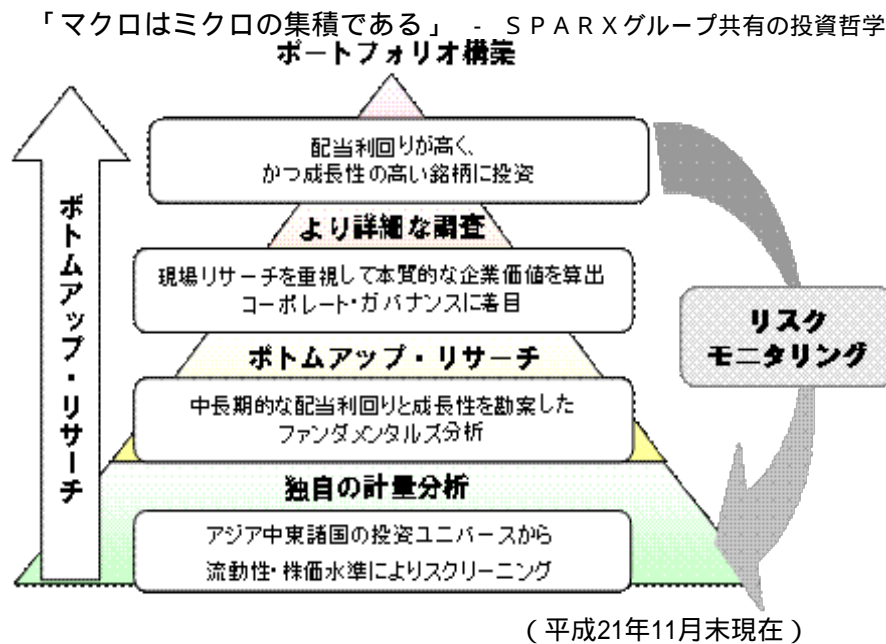 「マクロはミクロの集積である」 - ＳＰＡＲＸグループ共有の投資哲学
ポートフォリオ構築
配当利回りが高く、
かつ成長性の高い銘柄に投資
より詳細な調査
現場リサーチを重視して本質的な企業価値を算出
コーポレート・ガバナンスに着目
ボトムアップ・リサーチ
中長期的な配当利回りと成長性を勘案した
ファンダメンタルズ分析
独自の計量分析
アジア中東諸国の投資ユニバースから
流動性・株価水準によりスクリーニング
ボトムアップ・リサーチ
リスク
モニタリング
（平成21年11月末現在）